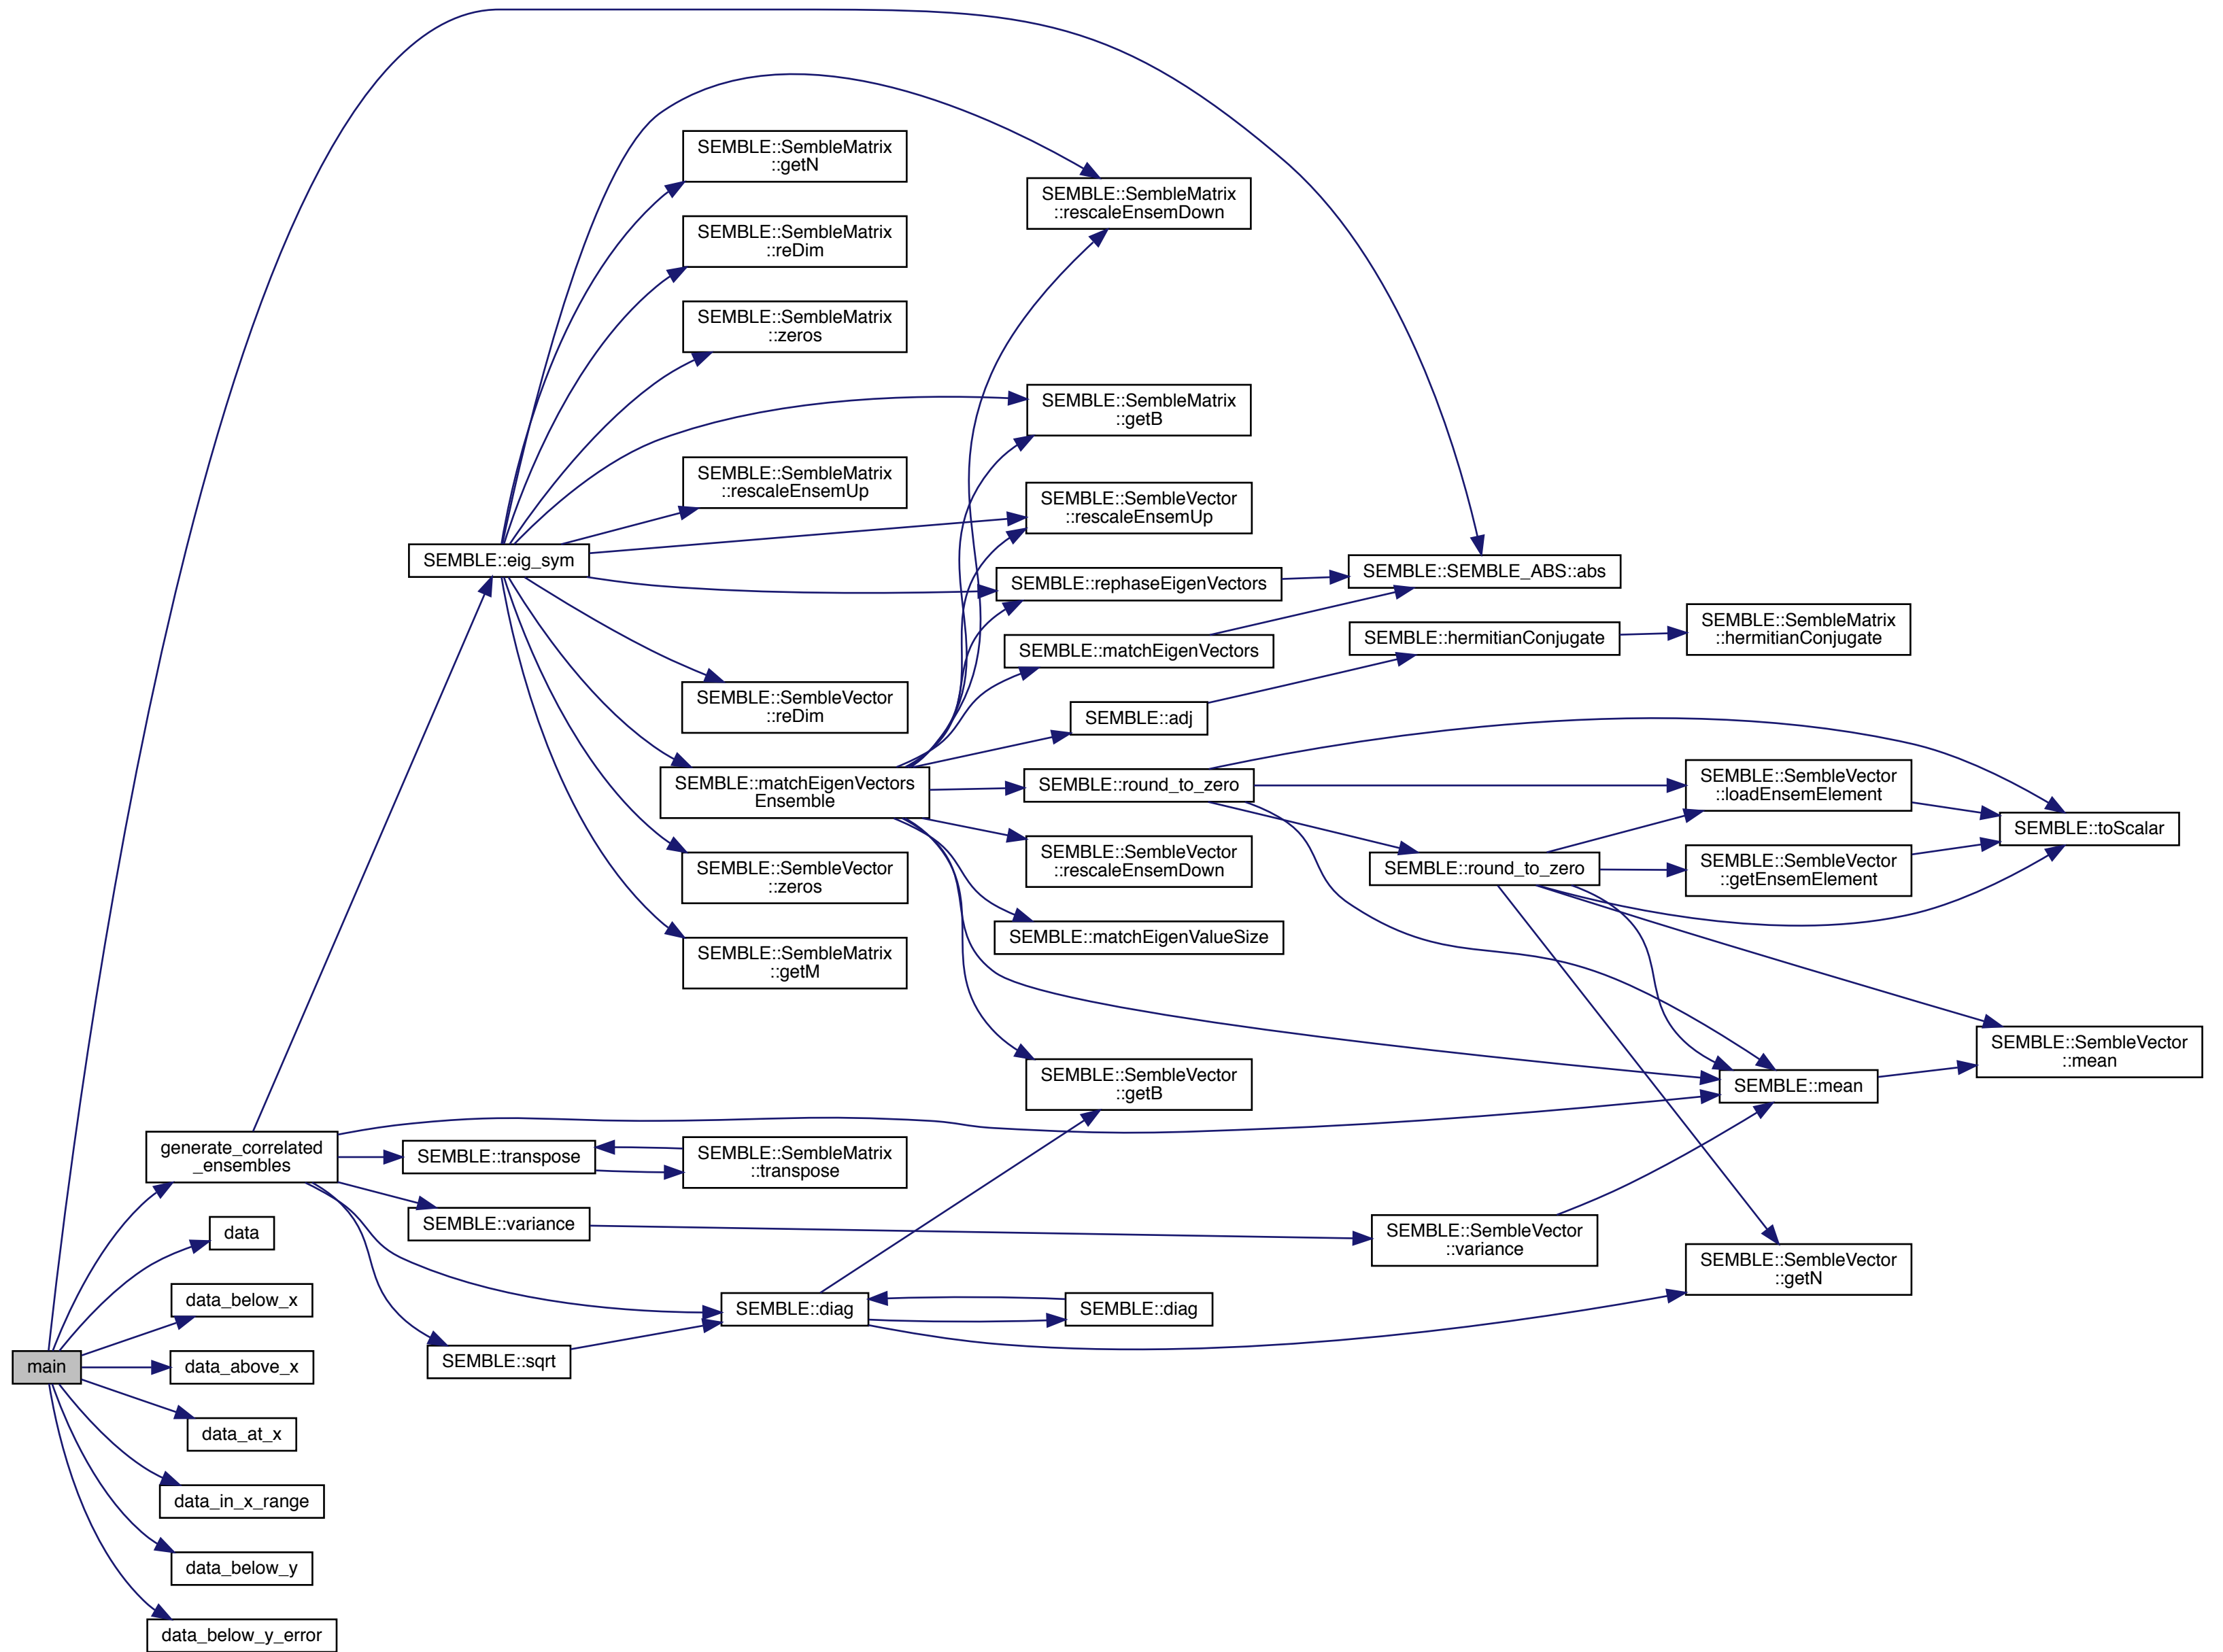 SEMBLE::SembleMatrix
::getN
SEMBLE::SembleMatrix
::rescaleEnsemDown
SEMBLE::SembleMatrix
::reDim
SEMBLE::SembleMatrix
::zeros
SEMBLE::SembleMatrix
::getB
SEMBLE::SembleMatrix
::rescaleEnsemUp
SEMBLE::SembleVector
::rescaleEnsemUp
SEMBLE::eig_sym
SEMBLE::rephaseEigenVectors
SEMBLE::SEMBLE_ABS::abs
SEMBLE::matchEigenVectors
SEMBLE::hermitianConjugate
SEMBLE::SembleMatrix
::hermitianConjugate
SEMBLE::SembleVector
::reDim
SEMBLE::adj
SEMBLE::matchEigenVectors
Ensemble
SEMBLE::round_to_zero
SEMBLE::SembleVector
::loadEnsemElement
SEMBLE::toScalar
SEMBLE::SembleVector
::zeros
SEMBLE::SembleVector
::rescaleEnsemDown
SEMBLE::round_to_zero
SEMBLE::SembleVector
::getEnsemElement
SEMBLE::matchEigenValueSize
SEMBLE::SembleMatrix
::getM
SEMBLE::SembleVector
::mean
SEMBLE::SembleVector
::getB
SEMBLE::mean
generate_correlated
_ensembles
SEMBLE::transpose
SEMBLE::SembleMatrix
::transpose
data
SEMBLE::variance
SEMBLE::SembleVector
::variance
SEMBLE::SembleVector
::getN
data_below_x
SEMBLE::diag
SEMBLE::diag
main
data_above_x
SEMBLE::sqrt
data_at_x
data_in_x_range
data_below_y
data_below_y_error